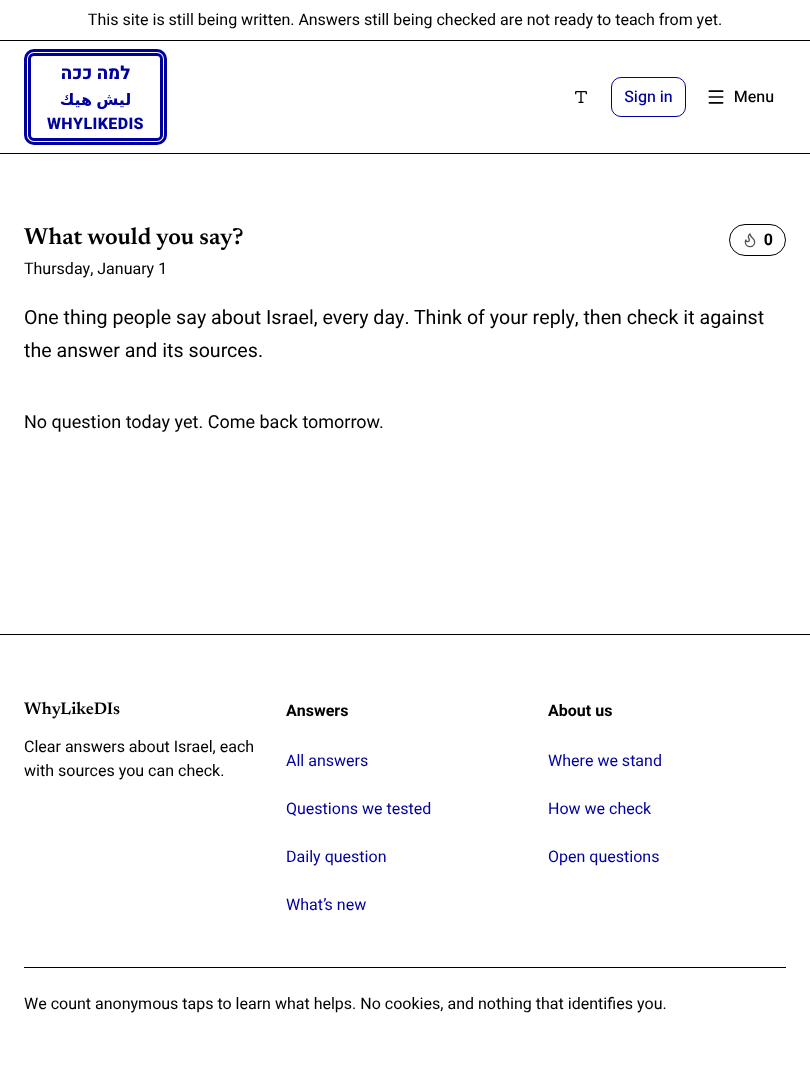 This site is still being written. Answers still being checked are not ready to teach from yet.
למה ככה
ليش هيك
WHYLIKEDIS
T
Sign in
Menu
What would you say?
0
Thursday, January 1
One thing people say about Israel, every day. Think of your reply, then check it against
the answer and its sources.
No question today yet. Come back tomorrow.
WhyLikeDIs
Clear answers about Israel, each
with sources you can check.
Answers
All answers
Questions we tested
Daily question
What’s new
About us
Where we stand
How we check
Open questions
We count anonymous taps to learn what helps. No cookies, and nothing that identifies you.